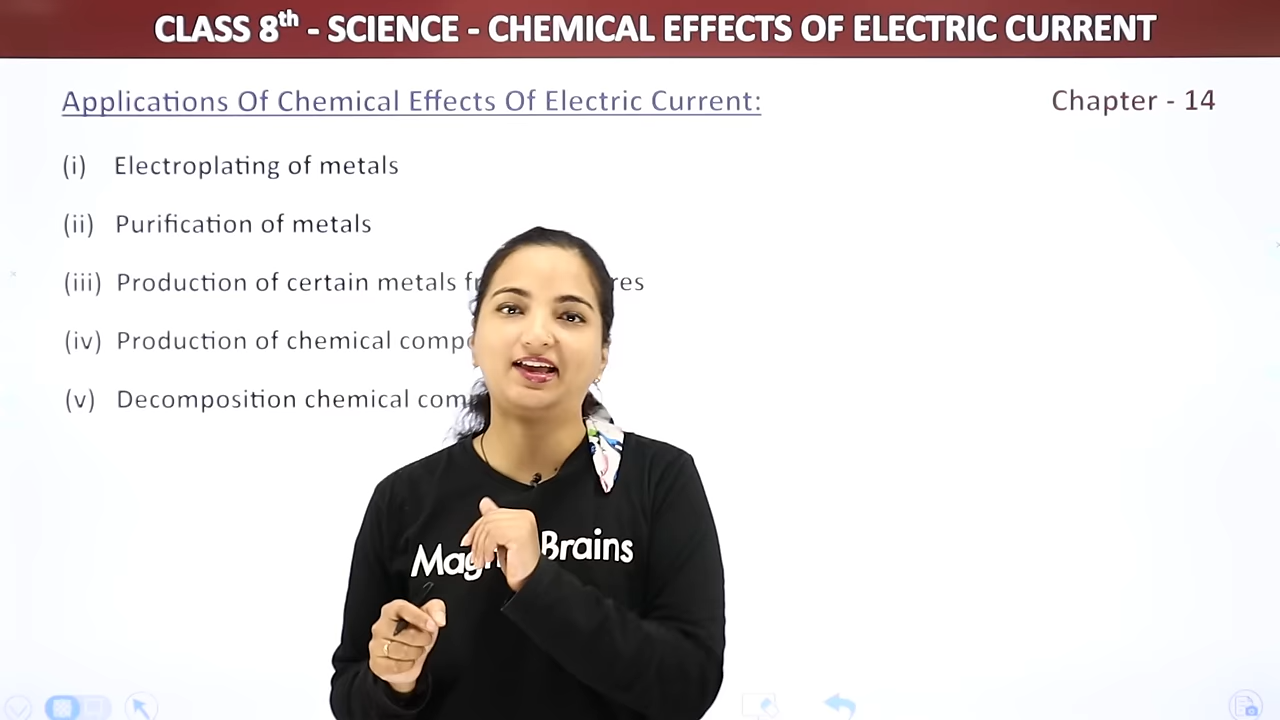 CLASS 8th - SCIENCE - CHEMICAL EFFECTS OF ELECTRIC CURRENT
Applications Of Chemical Effects Of Electric Current:
Chapter - 14
(i) Electroplating of metals
(ii) Purification of metals
(iii) Production of certain metals
(iv) Production of chemical
(v) Decomposition chemical
Brains